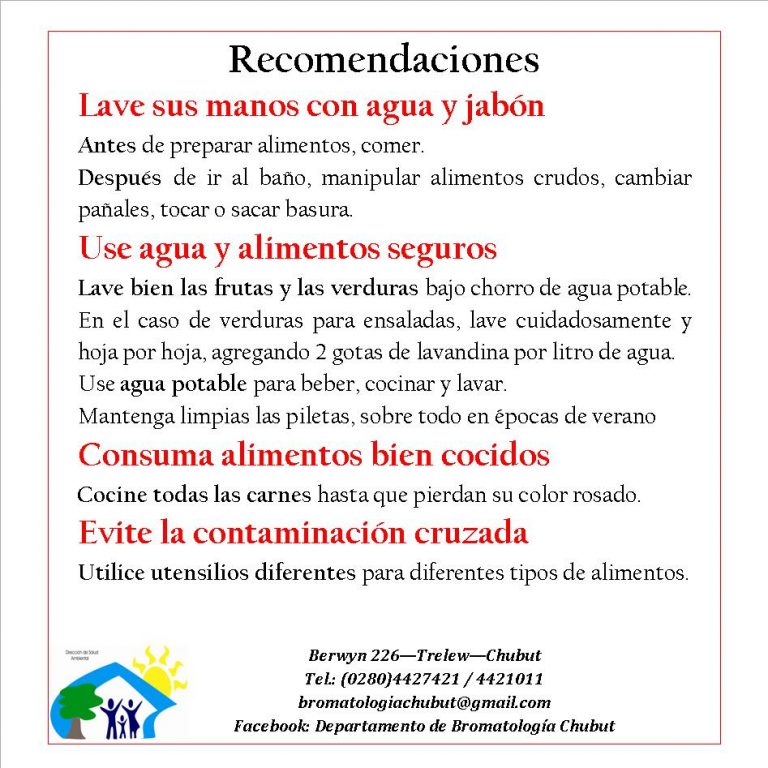 Recomendaciones
Lave sus manos con agua y jabón
Antes de preparar alimentos, comer.
Después de ir al baño, manipular alimentos crudos, cambiar
pañales, tocar o sacar basura.
Use agua y alimentos seguros
Lave bien las frutas y las verduras bajo chorro de agua potable.
En el caso de verduras para ensaladas, lave cuidadosamente y
hoja por hoja, agregando 2 gotas de lavandina por litro de agua.
Use agua potable para beber, cocinar y lavar.
Mantenga limpias las piletas, sobre todo en épocas de verano
Consuma alimentos bien cocidos
Cocine todas las carnes hasta que pierdan su color rosado.
Evite la contaminación cruzada
Utilice utensilios diferentes para diferentes tipos de alimentos.
Dirección de Salud
Ambiental
Berwyn 226—Trelew—Chubut
Tel.: (0280)4427421 / 4421011
bromatologiachubut@gmail.com
Facebook: Departamento de Bromatología Chubut